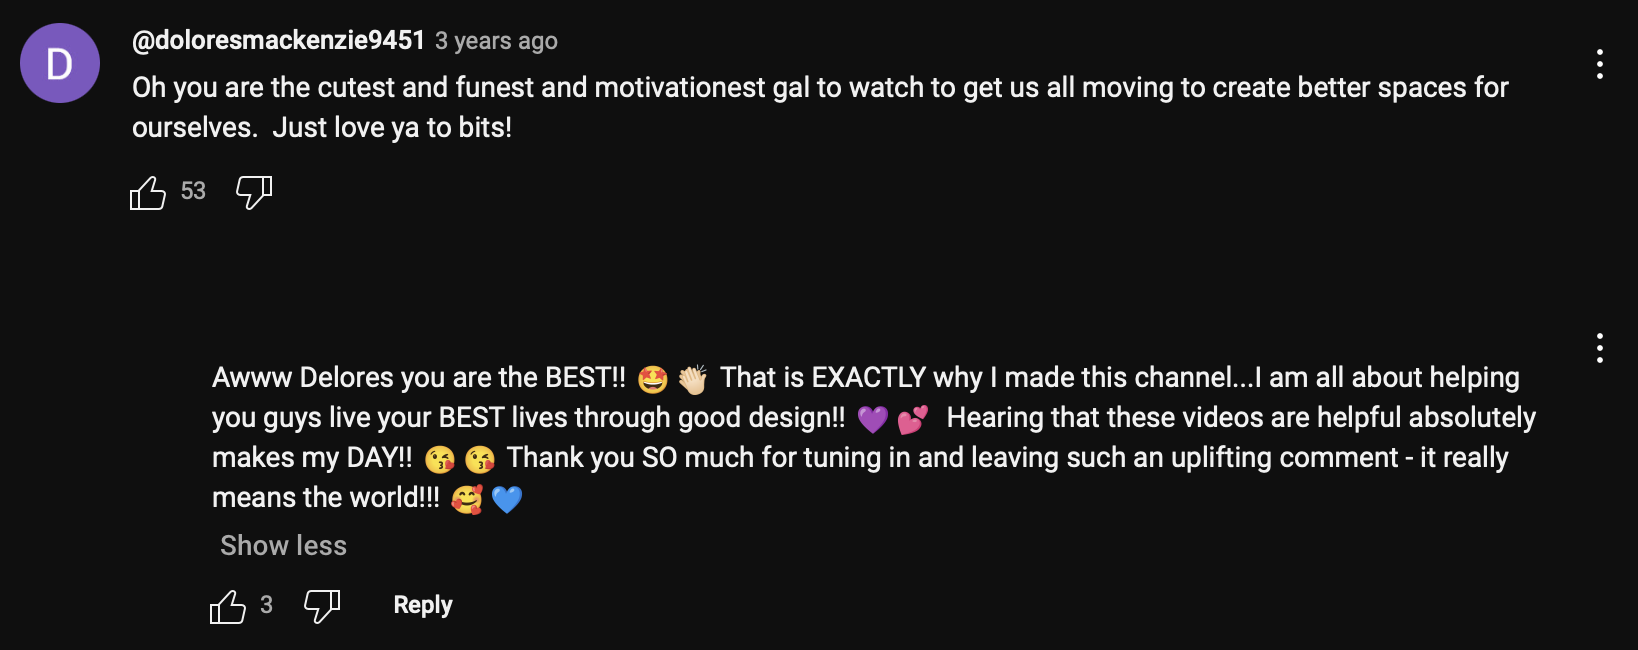 D
@doloresmackenzie9451 3 years ago
Oh you are the cutest and funest and motivationest gal to watch to get us all moving to create better spaces for
ourselves.  Just love ya to bits!
53
Awww Delores you are the BEST!! 🤩 👏🏻 That is EXACTLY why I made this channel...I am all about helping
you guys live your BEST lives through good design!! 💜 💕  Hearing that these videos are helpful absolutely
makes my DAY!! 😘 😘 Thank you SO much for tuning in and leaving such an uplifting comment - it really
means the world!!! 🥰 💙
Show less
3 Reply